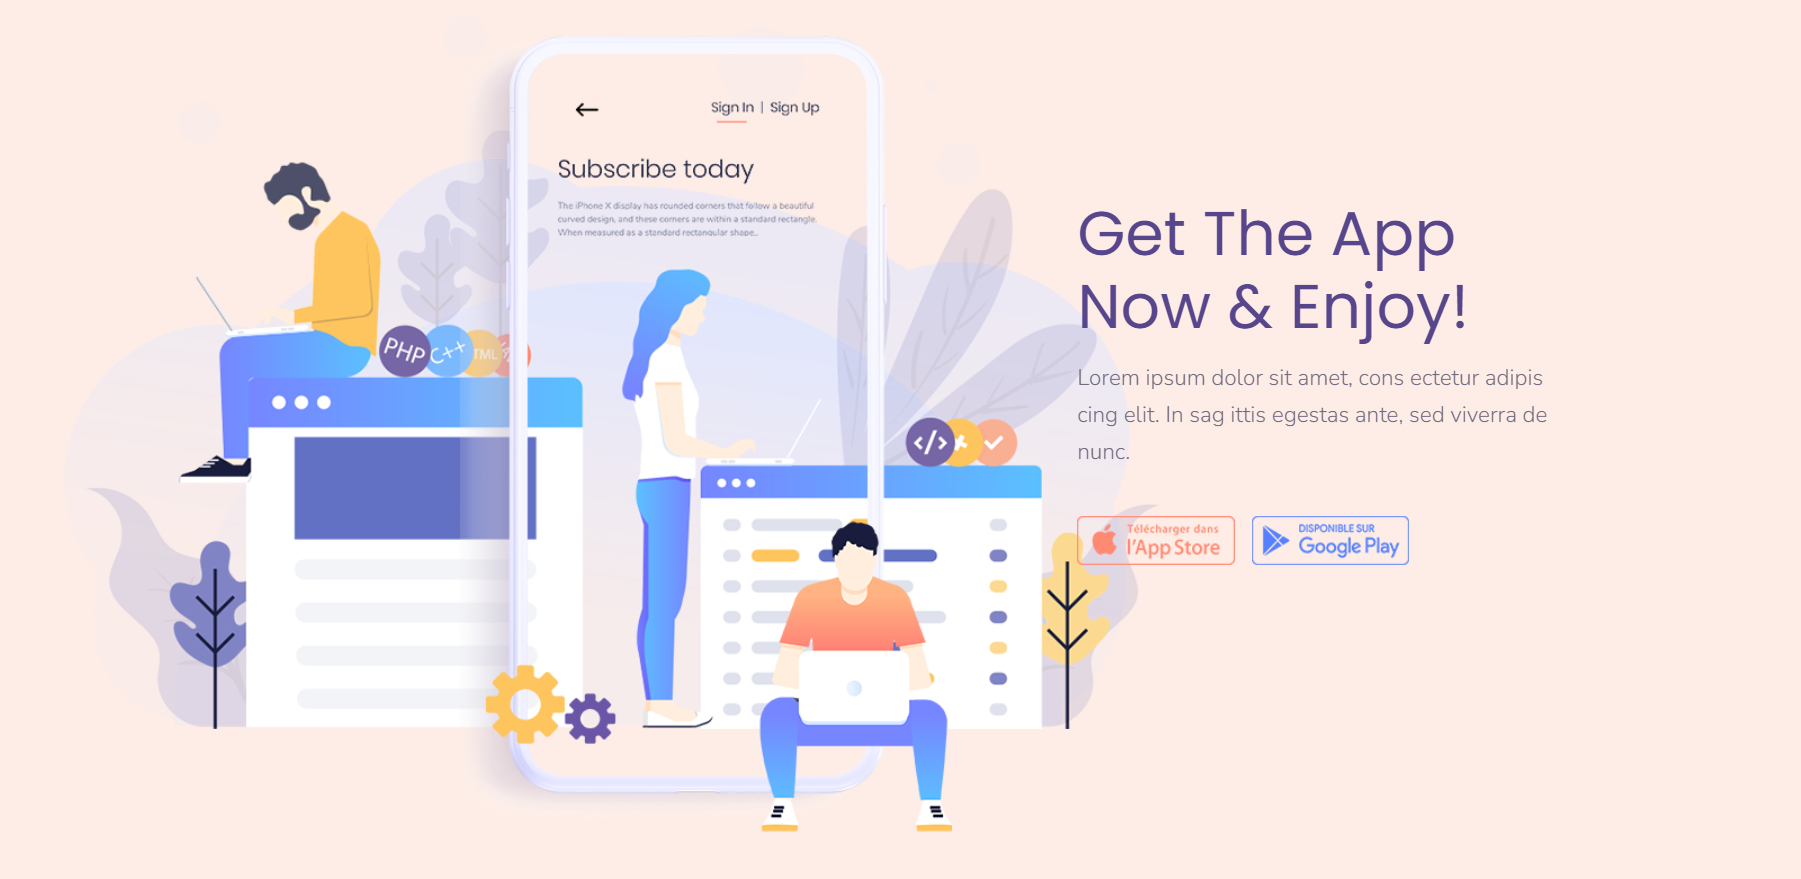 Sign In | Sign Up
Subscribe today
The iPhone X display has rounded corners that follow a beautiful
curved design, and these corners are within a standard rectangle.
When measured as a standard rectangular shape...
PHP
C++
TML
</>
Get The App
Now & Enjoy!
Lorem ipsum dolor sit amet, cons ectetur adipis
cing elit. In sag ittis egestas ante, sed viverra de
nunc.
Télécharger dans
l'App Store
DISPONIBLE SUR
Google Play